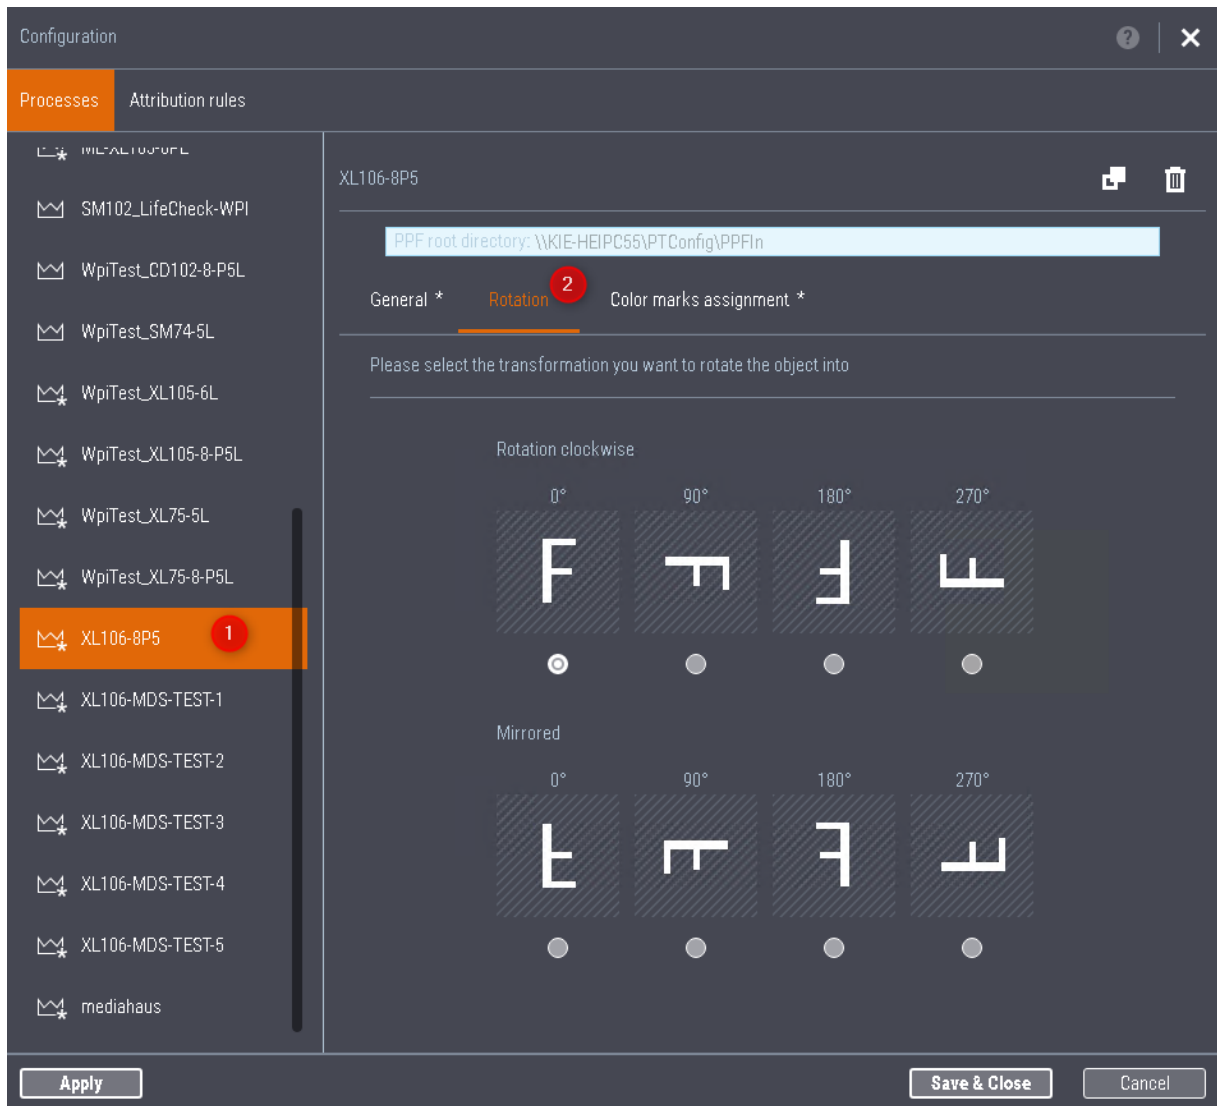 Configuration
?
Processes
Attribution rules
SM102_LifeCheck-WPI
WpiTest_CD102-8-P5L
WpiTest_SM74-5L
WpiTest_XL105-6L
WpiTest_XL105-8-P5L
WpiTest_XL75-5L
WpiTest_XL75-8-P5L
XL106-8P5
1
XL106-MDS-TEST-1
XL106-MDS-TEST-2
XL106-MDS-TEST-3
XL106-MDS-TEST-4
XL106-MDS-TEST-5
mediahaus
XL106-8P5
PPF root directory: \\KIE-HEIPC55\PTConfig\PPFIn
General *
Rotation
2
Color marks assignment *
Please select the transformation you want to rotate the object into
Rotation clockwise
0° 90° 180° 270°
F F F F
Mirrored
0° 90° 180° 270°
F F F F
Apply
Save & Close
Cancel